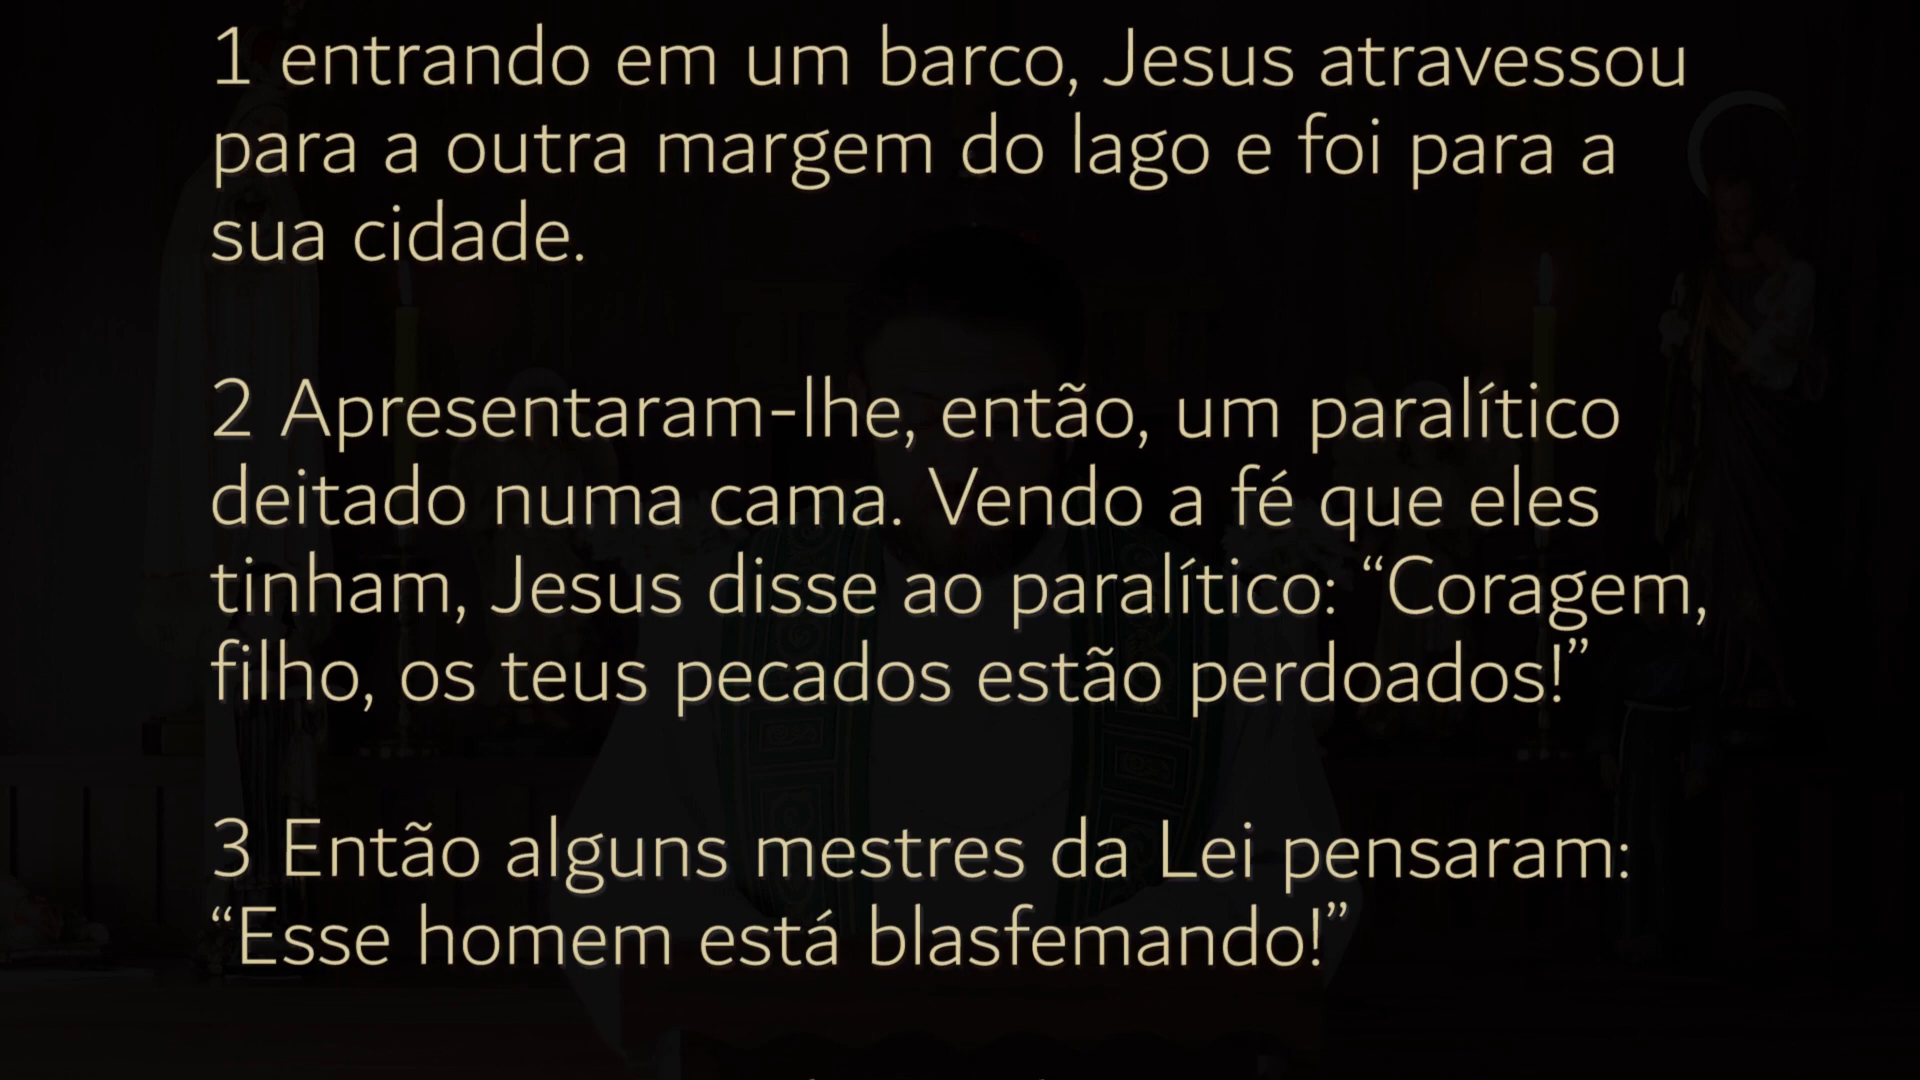 1 entrando em um barco, Jesus atravessou
para a outra margem do lago e foi para a
sua cidade.
2 Apresentaram-lhe, então, um paralítico
deitado numa cama. Vendo a fé que eles
tinham, Jesus disse ao paralítico: “Coragem,
filho, os teus pecados estão perdoados!”
3 Então alguns mestres da Lei pensaram:
“Esse homem está blasfemando!”